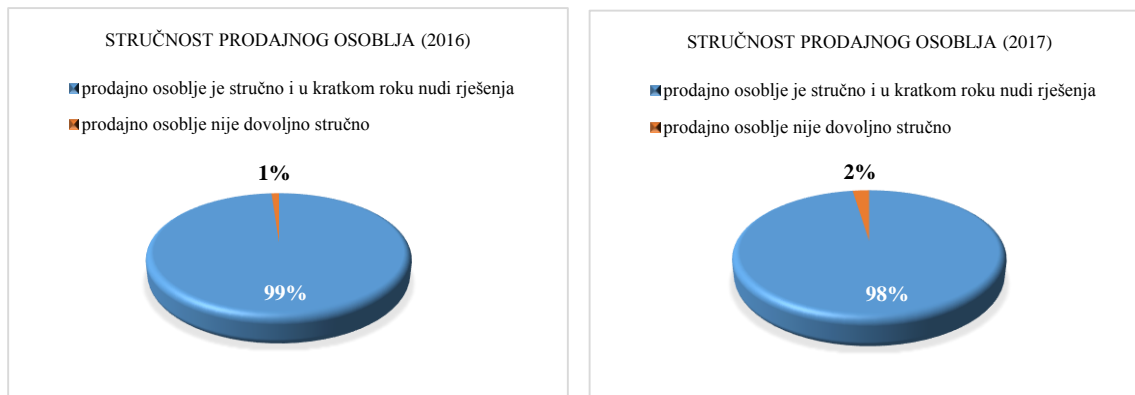 STRUČNOST PRODAJNOG OSOBLJA (2016)
prodajno osoblje je stručno i u kratkom roku nudi rješenja
prodajno osoblje nije dovoljno stručno
1%
99%
STRUČNOST PRODAJNOG OSOBLJA (2017)
prodajno osoblje je stručno i u kratkom roku nudi rješenja
prodajno osoblje nije dovoljno stručno
2%
98%